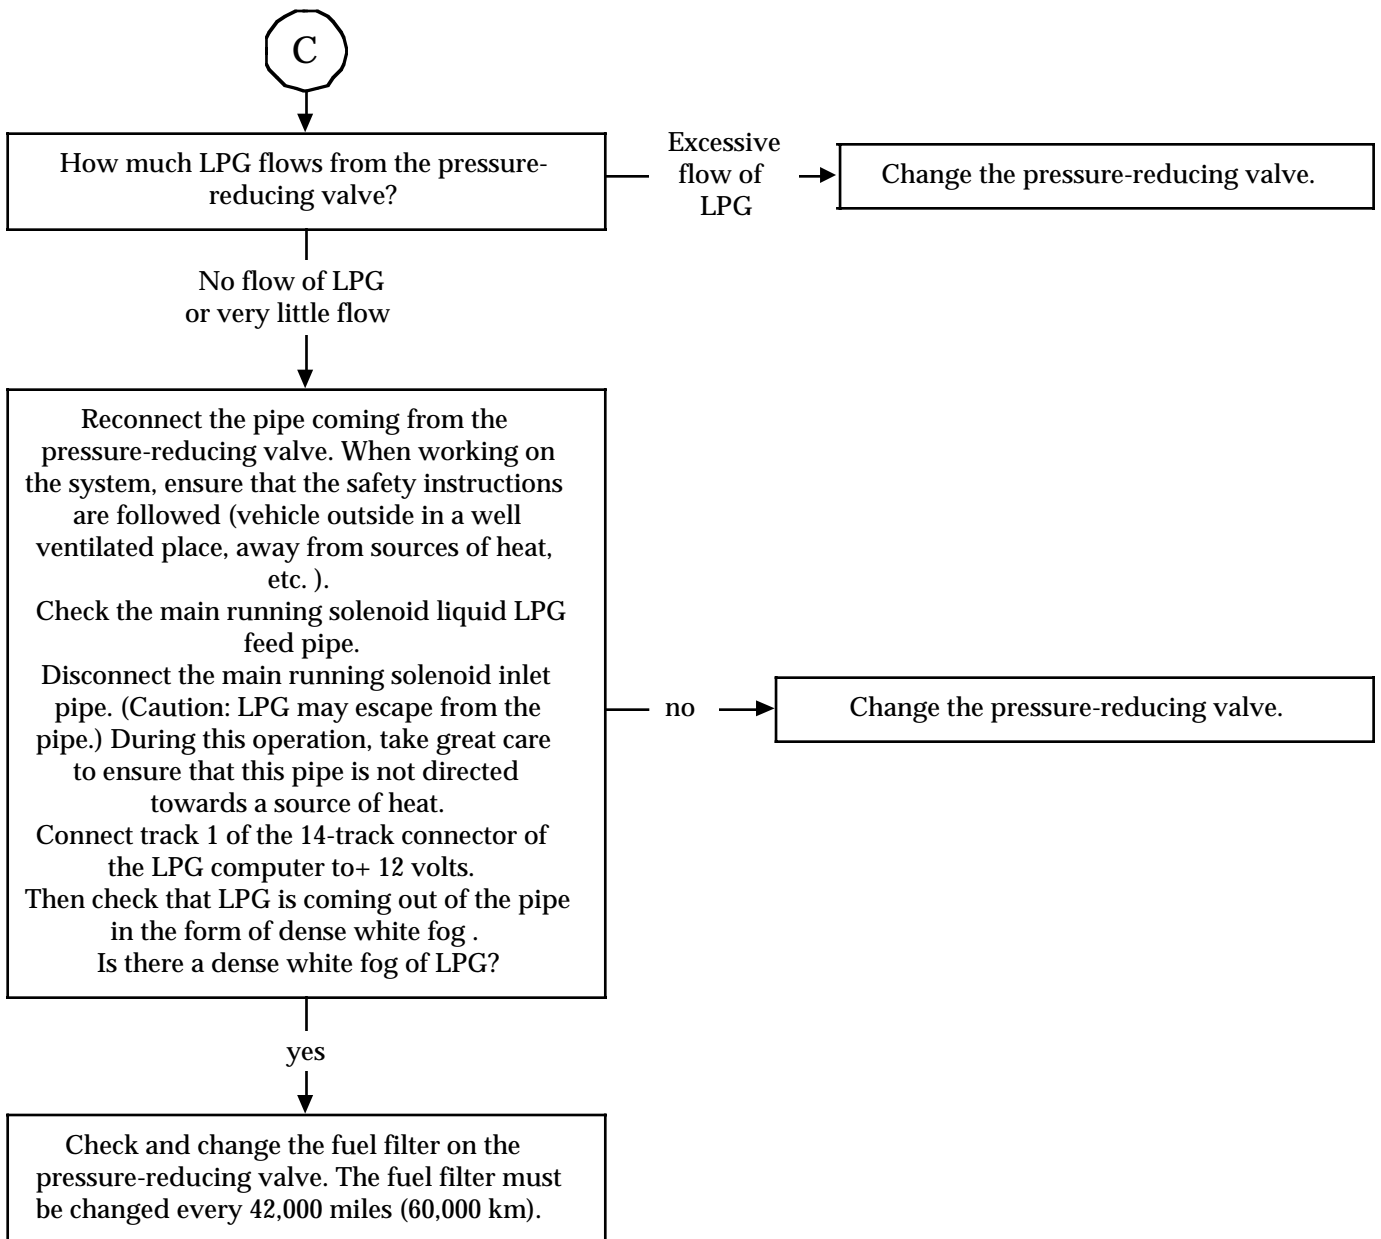 C
How much LPG flows from the pressure-
reducing valve?
Excessive
flow of
LPG
Change the pressure-reducing valve.
No flow of LPG
or very little flow
Reconnect the pipe coming from the
pressure-reducing valve. When working on
the system, ensure that the safety instructions
are followed (vehicle outside in a well
ventilated place, away from sources of heat,
etc. ).
Check the main running solenoid liquid LPG
feed pipe.
Disconnect the main running solenoid inlet
pipe. (Caution: LPG may escape from the
pipe.) During this operation, take great care
to ensure that this pipe is not directed
towards a source of heat.
Connect track 1 of the 14-track connector of
the LPG computer to+ 12 volts.
Then check that LPG is coming out of the pipe
in the form of dense white fog .
Is there a dense white fog of LPG?
no
Change the pressure-reducing valve.
yes
Check and change the fuel filter on the
pressure-reducing valve. The fuel filter must
be changed every 42,000 miles (60,000 km).